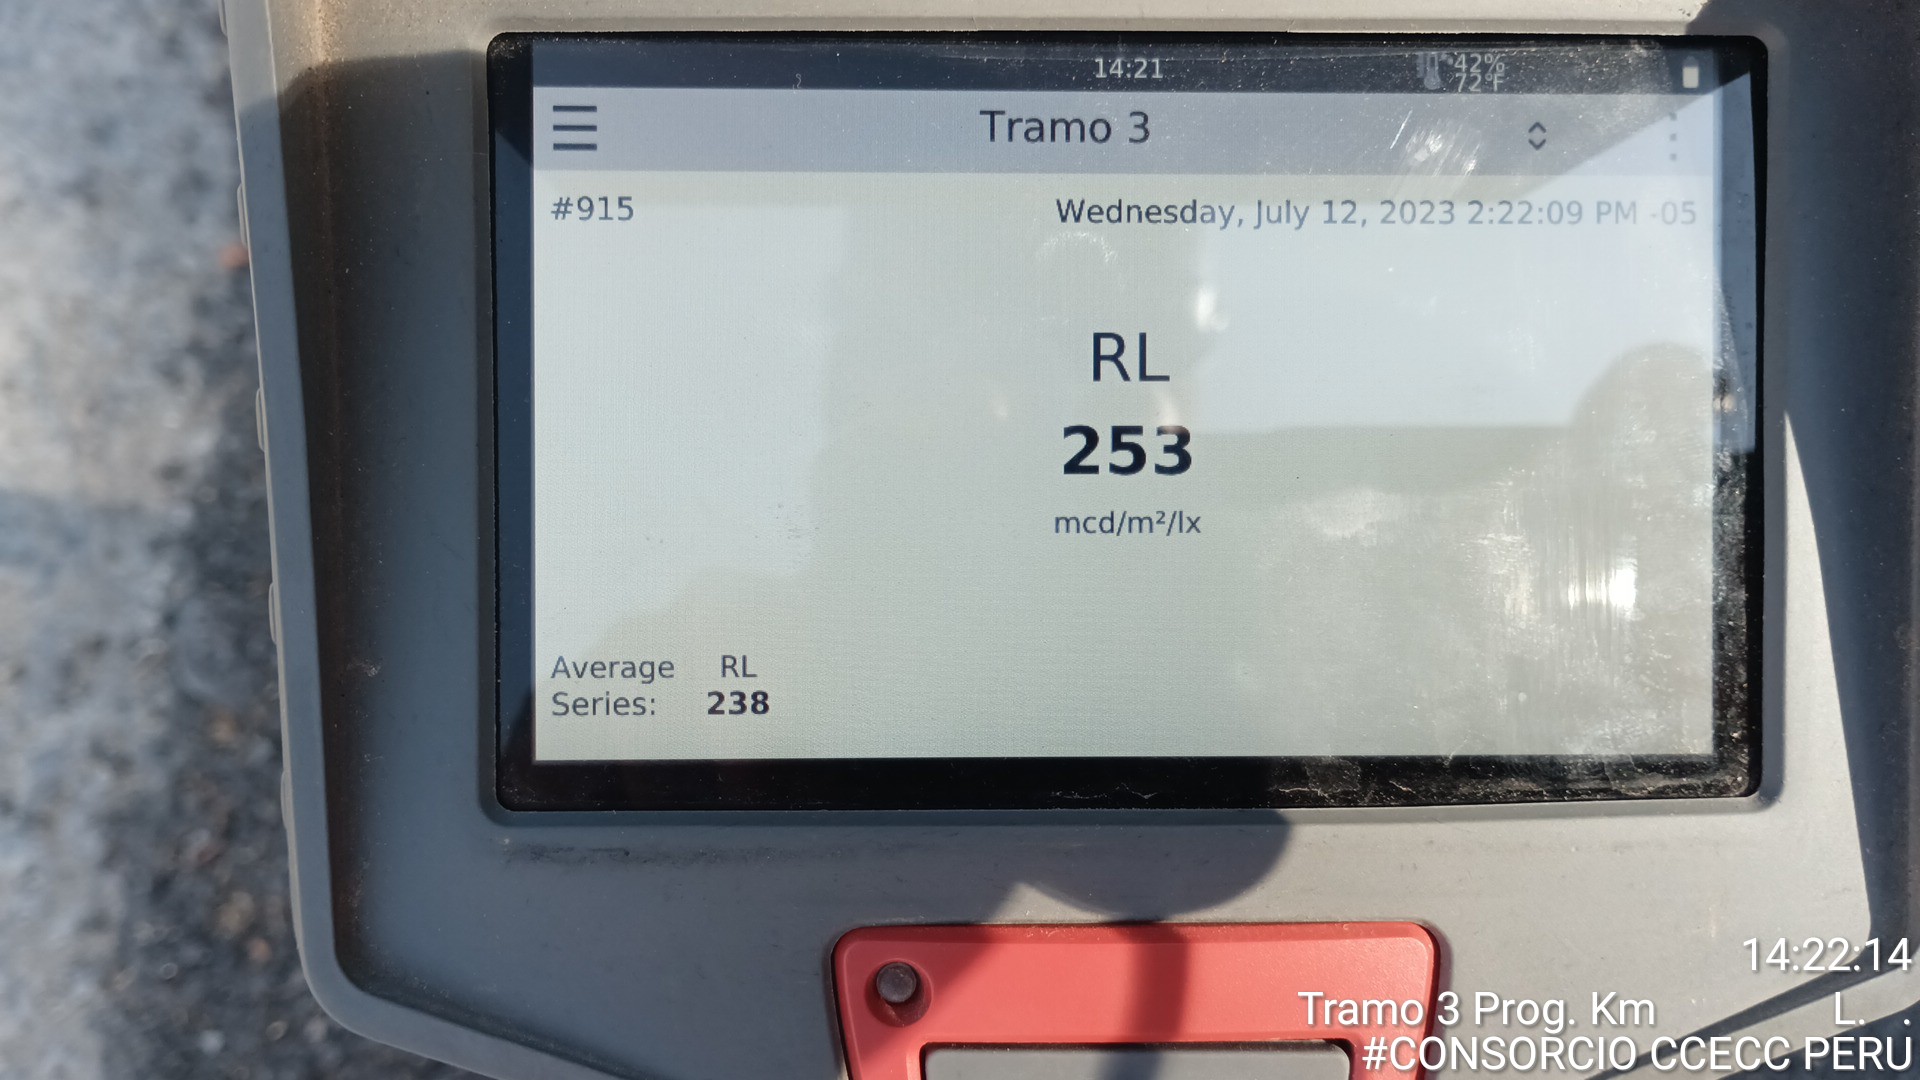 14:21
42%
72°F
Tramo 3
#915
Wednesday, July 12, 2023 2:22:09 PM -05
RL
253
mcd/m²/lx
Average RL
Series: 238
14:22:14
Tramo 3 Prog. Km L. .
#CONSORCIO CCECC PERU